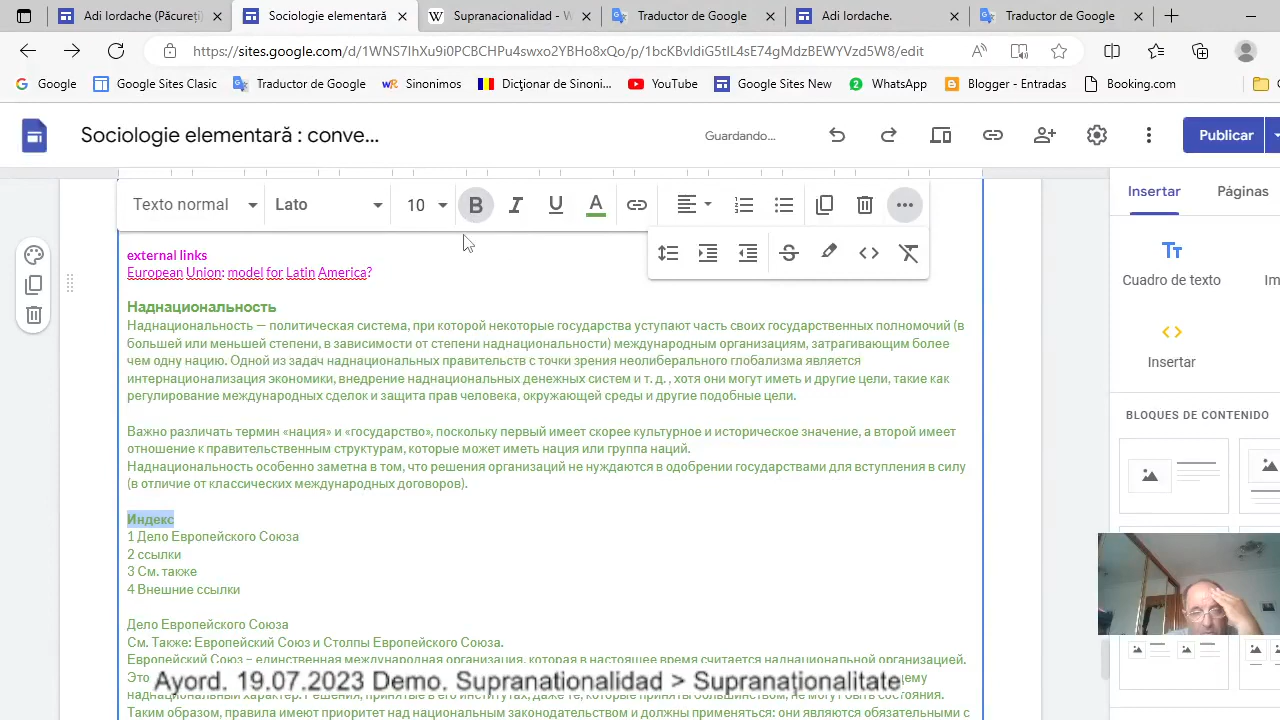 Adi Iordache (Păcureți
Sociologie elementară
Supranacionalidad - W
Traductor de Google
Adi Iordache.
Traductor de Google
https://sites.google.com/d/1WNS7IhXu9i0PCBCHPu4swxo2YBHo8xQo/p/1bcKBvIdiG5tIL4sE74gMdzBEWYVzd5W8/edit
Google
Google Sites Clasic
Traductor de Google
Sinonimos
Dicționar de Sinoni...
YouTube
Google Sites New
WhatsApp
Blogger - Entradas
Booking.com
Sociologie elementară : conve...
Guardando...
Publicar
Texto normal
Lato
10
Insertar
Páginas
Cuadro de texto
Insertar
BLOQUES DE CONTENIDO
external links
European Union: model for Latin America?
Наднациональность
Наднациональность — политическая система, при которой некоторые государства уступают часть своих государственных полномочий (в
большей или меньшей степени, в зависимости от степени наднациональности) международным организациям, затрагивающим более
чем одну нацию. Одной из задач наднациональных правительств с точки зрения неолиберального глобализма является
интернационализация экономики, внедрение наднациональных денежных систем и т. д. , хотя они могут иметь и другие цели, такие как
регулирование международных сделок и защита прав человека, окружающей среды и другие подобные цели.
Важно различать термин «нация» и «государство», поскольку первый имеет скорее культурное и историческое значение, а второй имеет
отношение к правительственным структурам, которые может иметь нация или группа наций.
Наднациональность особенно заметна в том, что решения организаций не нуждаются в одобрении государствами для вступления в силу
(в отличие от классических международных договоров).
Индекс
1 Дело Европейского Союза
2 ссылки
3 См. также
4 Внешние ссылки
Дело Европейского Союза
См. Также: Европейский Союз и Столпы Европейского Союза.
Европейский Союз – единственная международная организация, которая в настоящее время считается наднациональной организацией.
Это
Ayord. 19.07.2023 Demo. Supranationalidad > Supranaționalitate.
Таким образом, правила имеют приоритет над национальным законодательством и должны применяться: они являются обязательными с